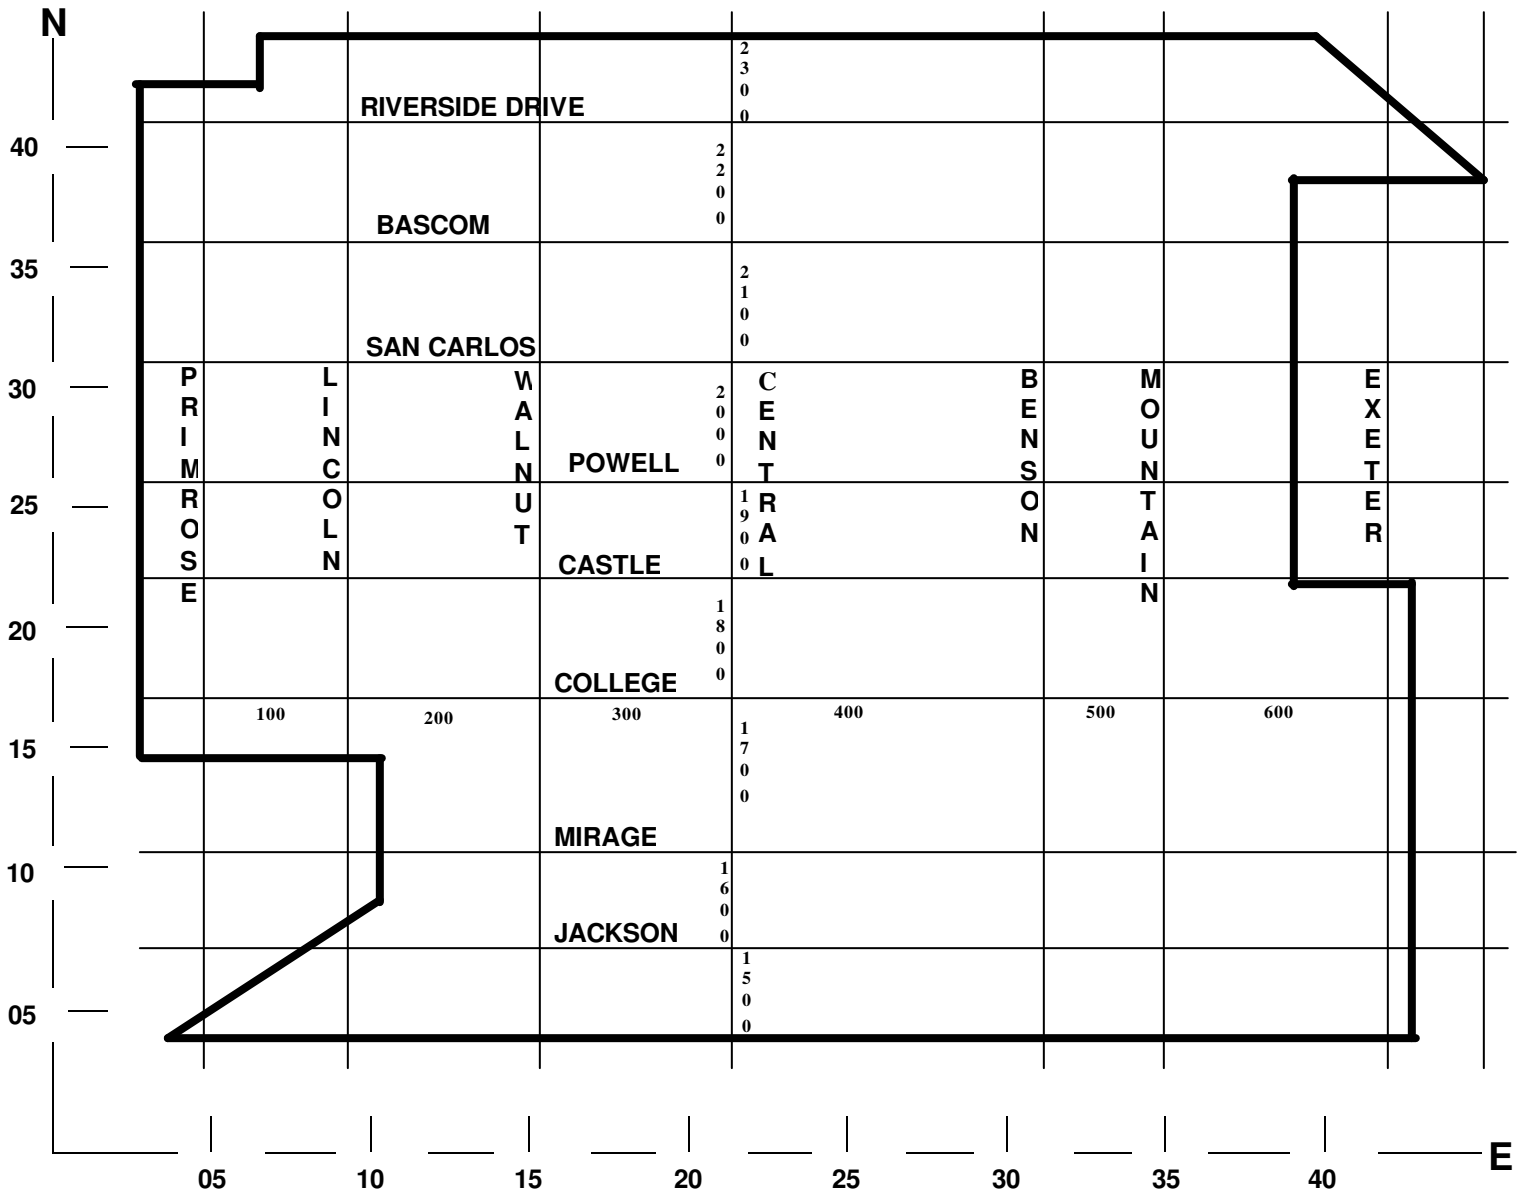 N
2300
RIVERSIDE DRIVE
40
2200
BASCOM
35
2100
SAN CARLOS
30
PRIMROSE
LINCOLN
WALNUT
2000
CENTRAL
BENSON
MOUNTAIN
EXETER
POWELL
25
1900
CASTLE
20
1800
COLLEGE
100
200
300
400
500
600
15
1700
MIRAGE
10
1600
JACKSON
05
1500
05
10
15
20
25
30
35
40
E